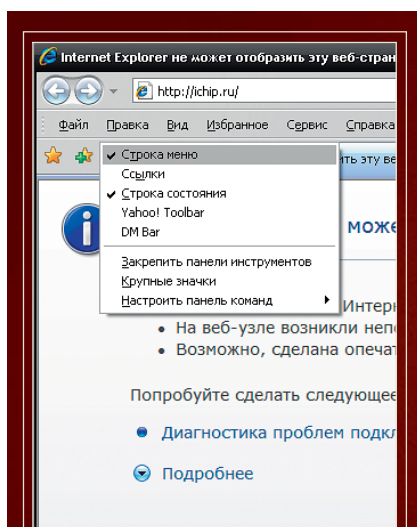 Internet Explorer не может отобразить эту веб-стран
http://ichip.ru/
Файл Правка Вид Избранное Сервис Справка
Строка меню
ить эту ве
Ссылки
Строка состояния
Yahoo! Toolbar
може
DM Bar
Закрепить панели инструментов
Крупные значки
Настроить панель команд
Интерн
• На веб-узле возникли непо
• Возможно, сделана опечат
Попробуйте сделать следующее
Диагностика проблем подкл
Подробнее